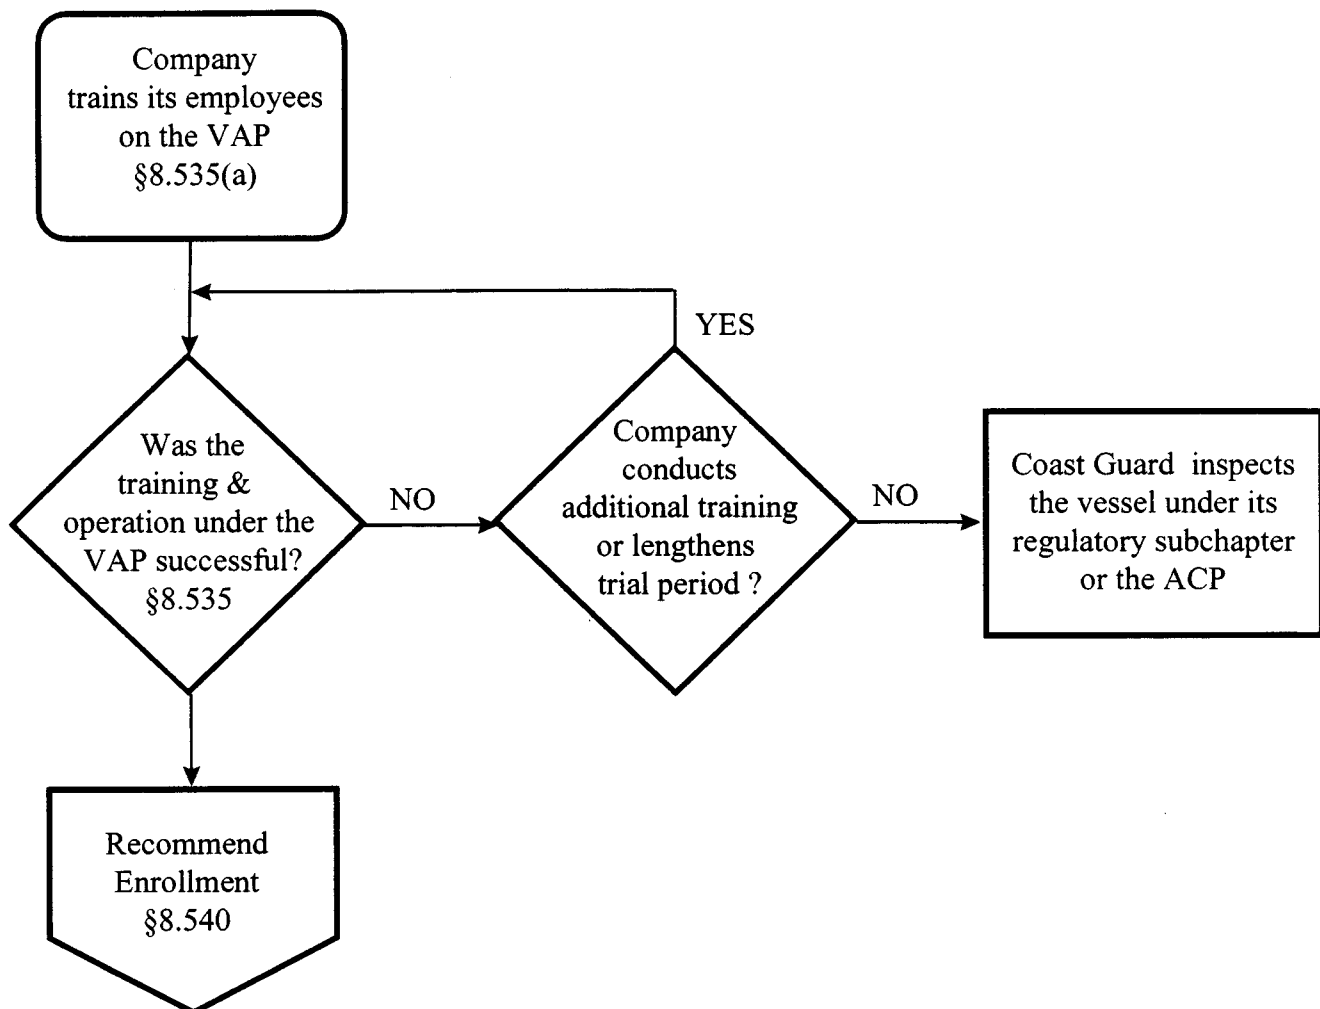 Company
trains its employees
on the VAP
§8.535(a)
YES
Was the
training &
operation under the
VAP successful?
§8.535
NO
Company
conducts
additional training
or lengthens
trial period ?
NO
Coast Guard inspects
the vessel under its
regulatory subchapter
or the ACP
Recommend
Enrollment
§8.540